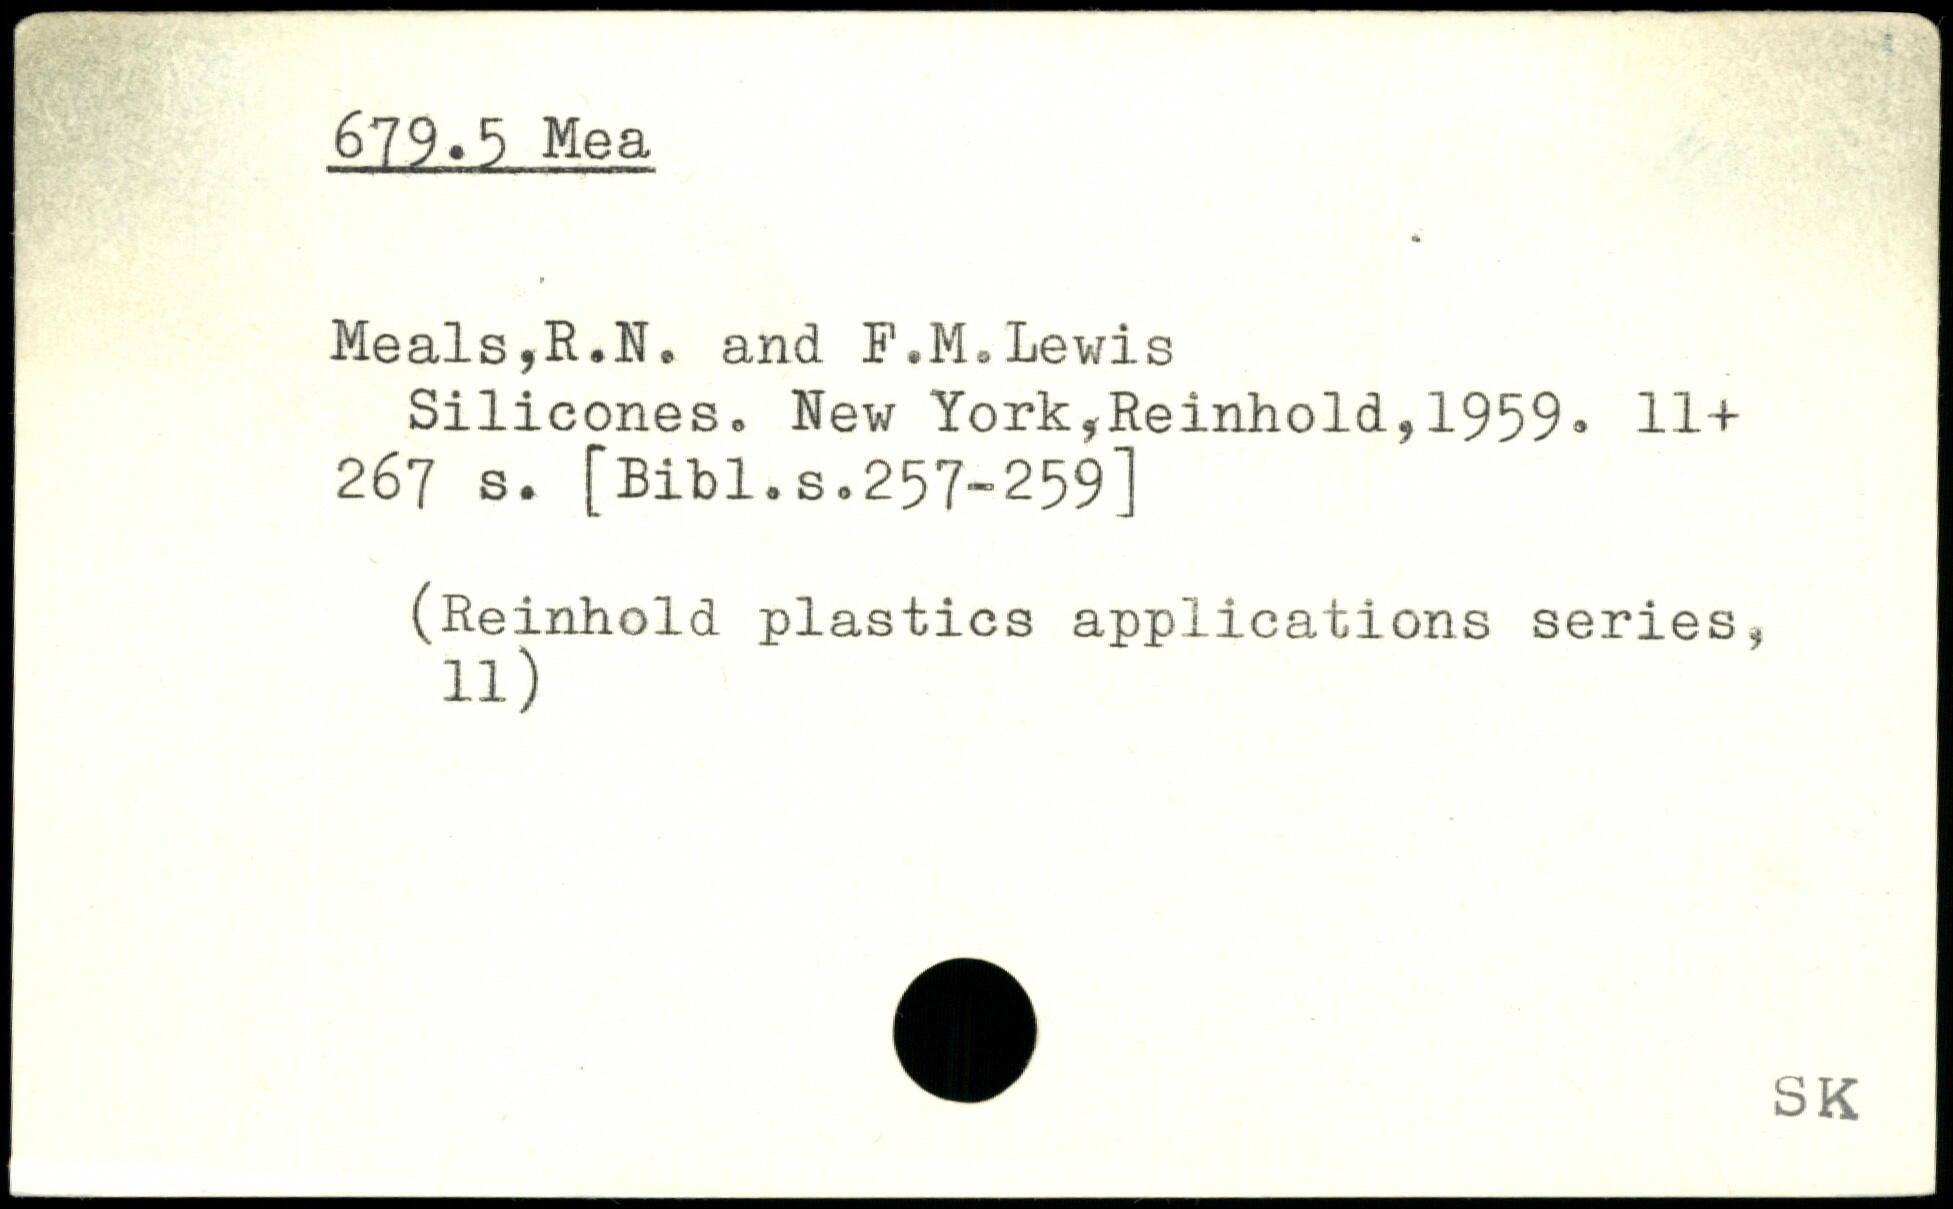 679.5 Mea
Meals,R.N. and F.M.Lewis
Silicones. New York,Reinhold,1959. 11+
267 s. [Bibl.s.257-259]
(Reinhold plastics applications series,
11)
SK